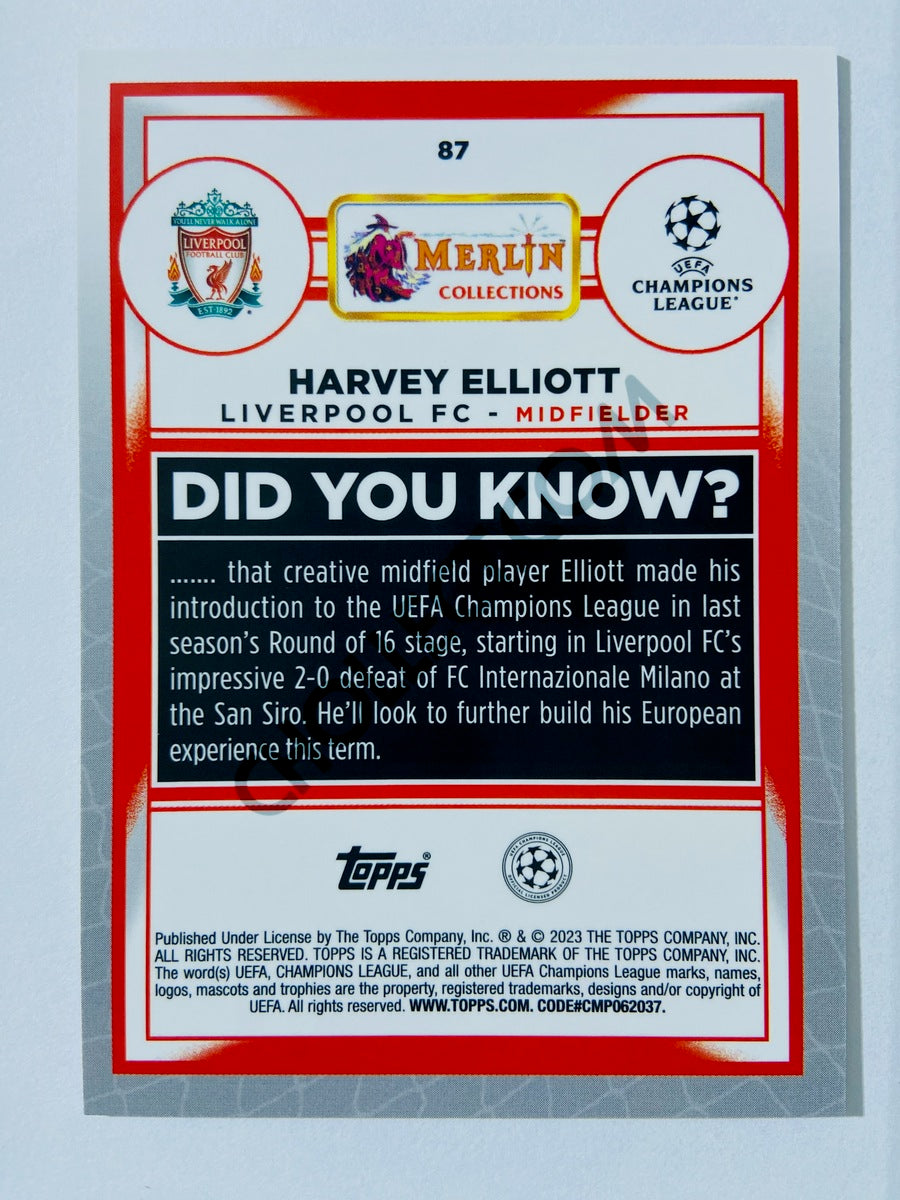 87
YOU'LL NEVER WALK ALONE
LIVERPOOL
FOOTBALL CLUB
EST·1892
MERLIN
COLLECTIONS
UEFA
CHAMPIONS
LEAGUE®
HARVEY ELLIOTT
LIVERPOOL FC - MIDFIELDER
DID YOU KNOW?
....... that creative midfield player Elliott made his
introduction to the UEFA Champions League in last
season's Round of 16 stage, starting in Liverpool FC's
impressive 2-0 defeat of FC Internazionale Milano at
the San Siro. He'll look to further build his European
experience this term.
topps®
UEFA CHAMPIONS LEAGUE
OFFICIAL LICENSED PRODUCT
Published Under License by The Topps Company, Inc. ® & © 2023 THE TOPPS COMPANY, INC.
ALL RIGHTS RESERVED. TOPPS IS A REGISTERED TRADEMARK OF THE TOPPS COMPANY, INC.
The word(s) UEFA, CHAMPIONS LEAGUE, and all other UEFA Champions League marks, names,
logos, mascots and trophies are the property, registered trademarks, designs and/or copyright of
UEFA. All rights reserved. WWW.TOPPS.COM. CODE#CMP062037.